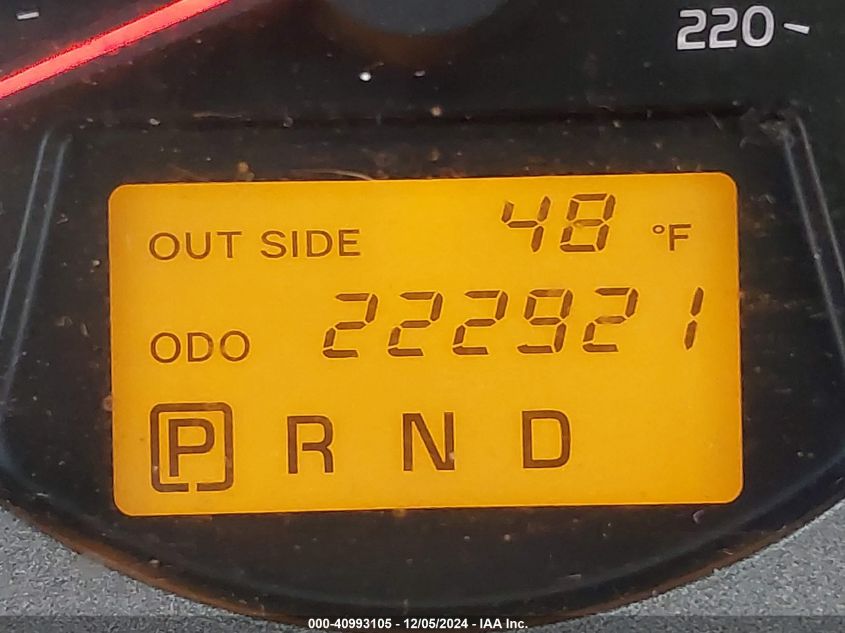 220
OUT SIDE 48 °F
ODO 222921
P R N D
000-40993105 - 12/05/2024 - IAA Inc.